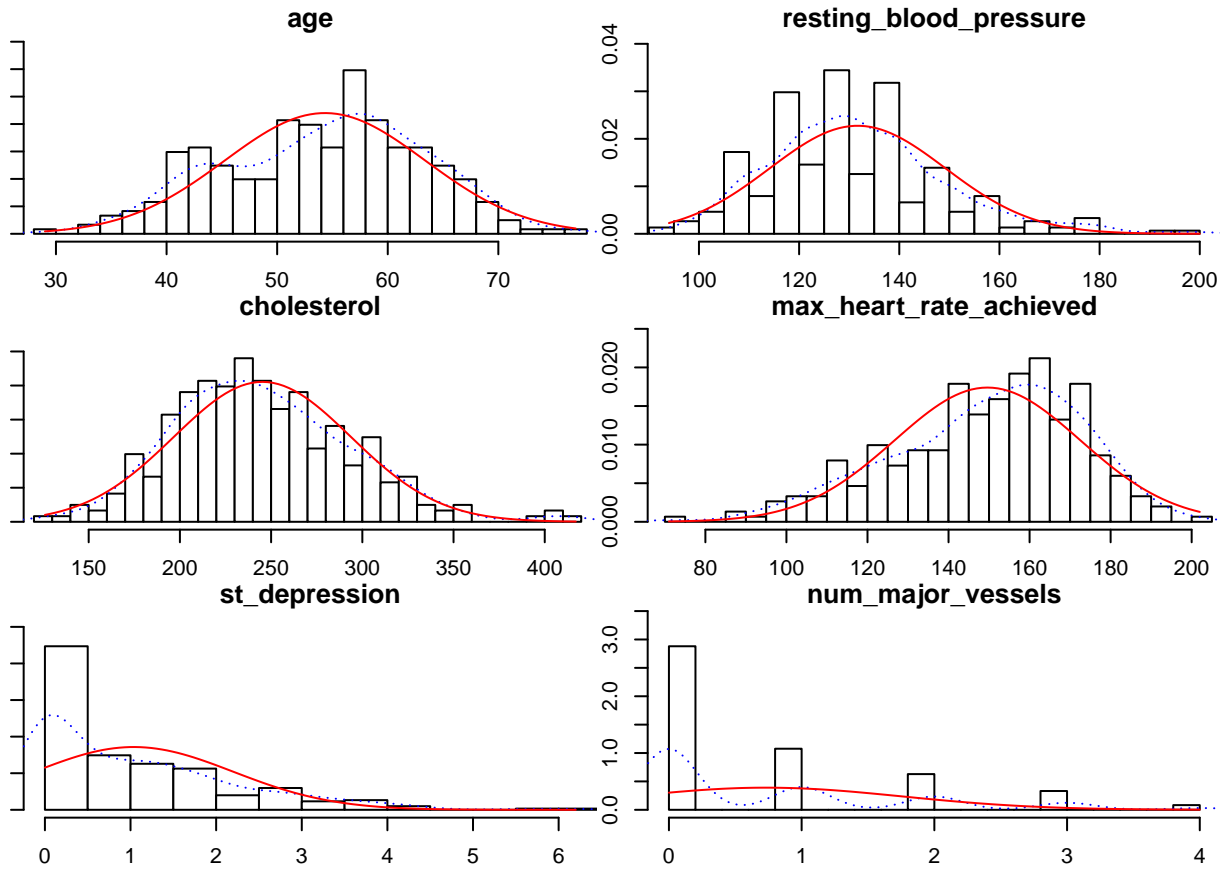 age
30 40 50 60 70
resting_blood_pressure
0.00 0.02 0.04
100 120 140 160 180 200
cholesterol
150 200 250 300 350 400
max_heart_rate_achieved
0.000 0.010 0.020
80 100 120 140 160 180 200
st_depression
0 1 2 3 4 5 6
num_major_vessels
0.0 1.0 2.0 3.0
0 1 2 3 4